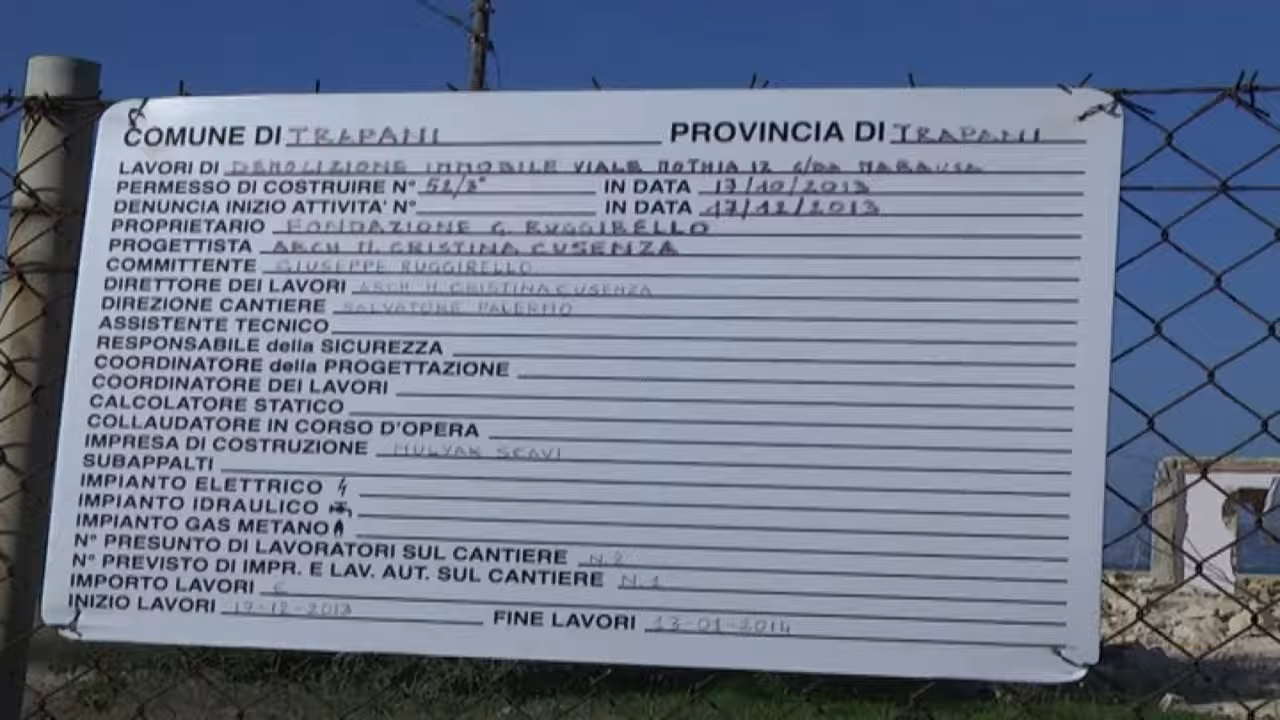 COMUNE DI TRAPANI PROVINCIA DI TRAPANI
LAVORI DI DEMOLIZIONE IMMOBILE VIALE MOTHIA 12 C/DA MARAUSA
PERMESSO DI COSTRUIRE N° 52/3° IN DATA 17/10/2013
DENUNCIA INIZIO ATTIVITA' N° IN DATA 17/12/2013
PROPRIETARIO FONDAZIONE G. RUGGIRELLO
PROGETTISTA ARCH M. CRISTINA CUSENZA
COMMITTENTE GIUSEPPE RUGGIRELLO
DIRETTORE DEI LAVORI ARCH M. CRISTINA CUSENZA
DIREZIONE CANTIERE SALVATORE PALERMO
ASSISTENTE TECNICO
RESPONSABILE della SICUREZZA
COORDINATORE della PROGETTAZIONE
COORDINATORE DEI LAVORI
CALCOLATORE STATICO
COLLAUDATORE IN CORSO D'OPERA
IMPRESA DI COSTRUZIONE SCAVI
SUBAPPALTI
IMPIANTO ELETTRICO
IMPIANTO IDRAULICO
IMPIANTO GAS METANO
N° PRESUNTO DI LAVORATORI SUL CANTIERE N. 2
N° PREVISTO DI IMPR. E LAV. AUT. SUL CANTIERE N. 1
IMPORTO LAVORI €
INIZIO LAVORI 17-12-2013 FINE LAVORI 13-01-2014